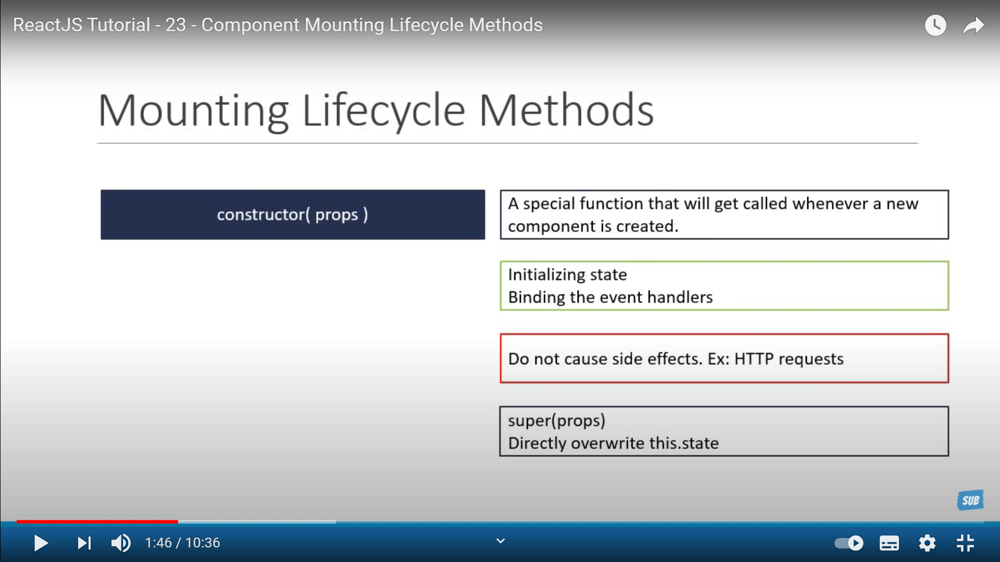 ReactJS Tutorial - 23 - Component Mounting Lifecycle Methods
Mounting Lifecycle Methods
constructor( props )
A special function that will get called whenever a new
component is created.
Initializing state
Binding the event handlers
Do not cause side effects. Ex: HTTP requests
super(props)
Directly overwrite this.state
SUB
1:46 / 10:36